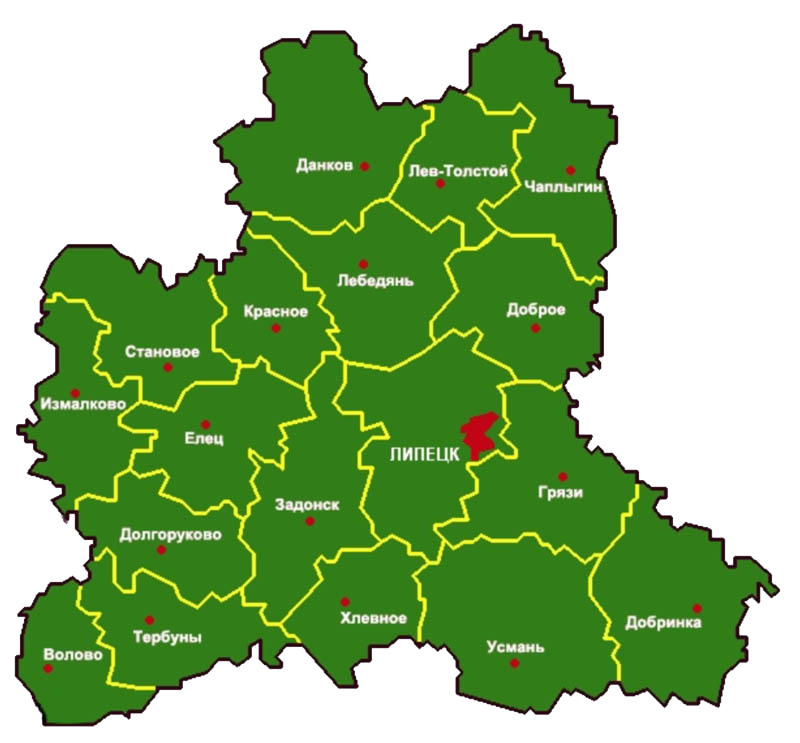 Данков
Лев-Толстой
Чаплыгин
Лебедянь
Красное
Доброе
Становое
Измалково
Елец
ЛИПЕЦК
Грязи
Задонск
Долгоруково
Хлевное
Добринка
Тербуны
Усмань
Волово